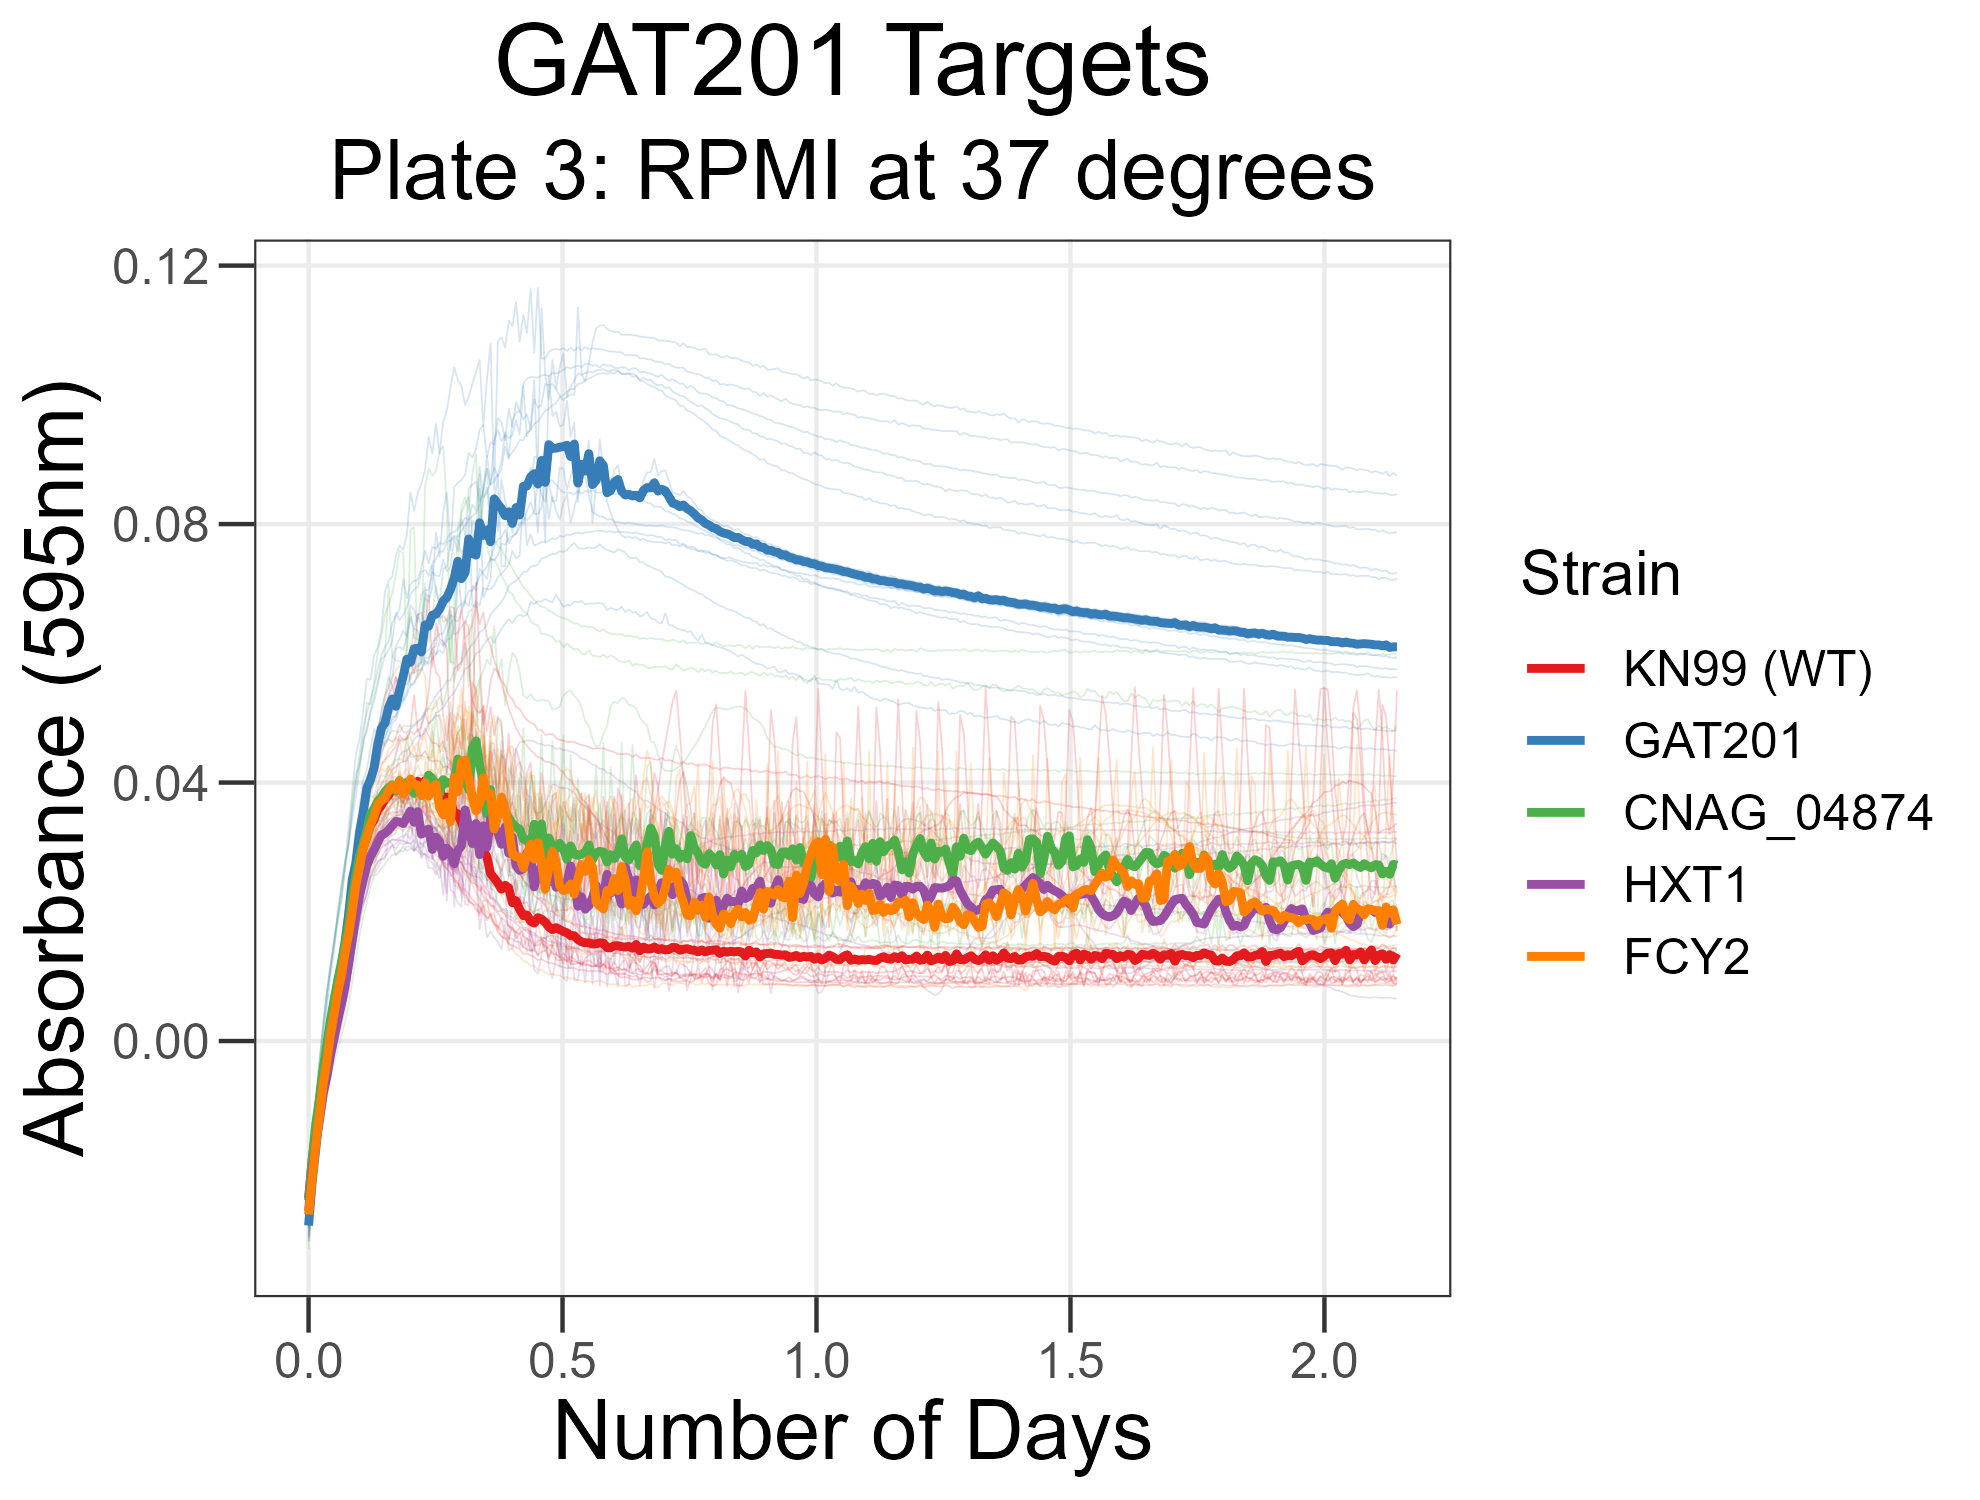 GAT201 Targets
Plate 3: RPMI at 37 degrees
Absorbance (595nm)
0.12
0.08
0.04
0.00
0.0 0.5 1.0 1.5 2.0
Number of Days
Strain
KN99 (WT)
GAT201
CNAG_04874
HXT1
FCY2